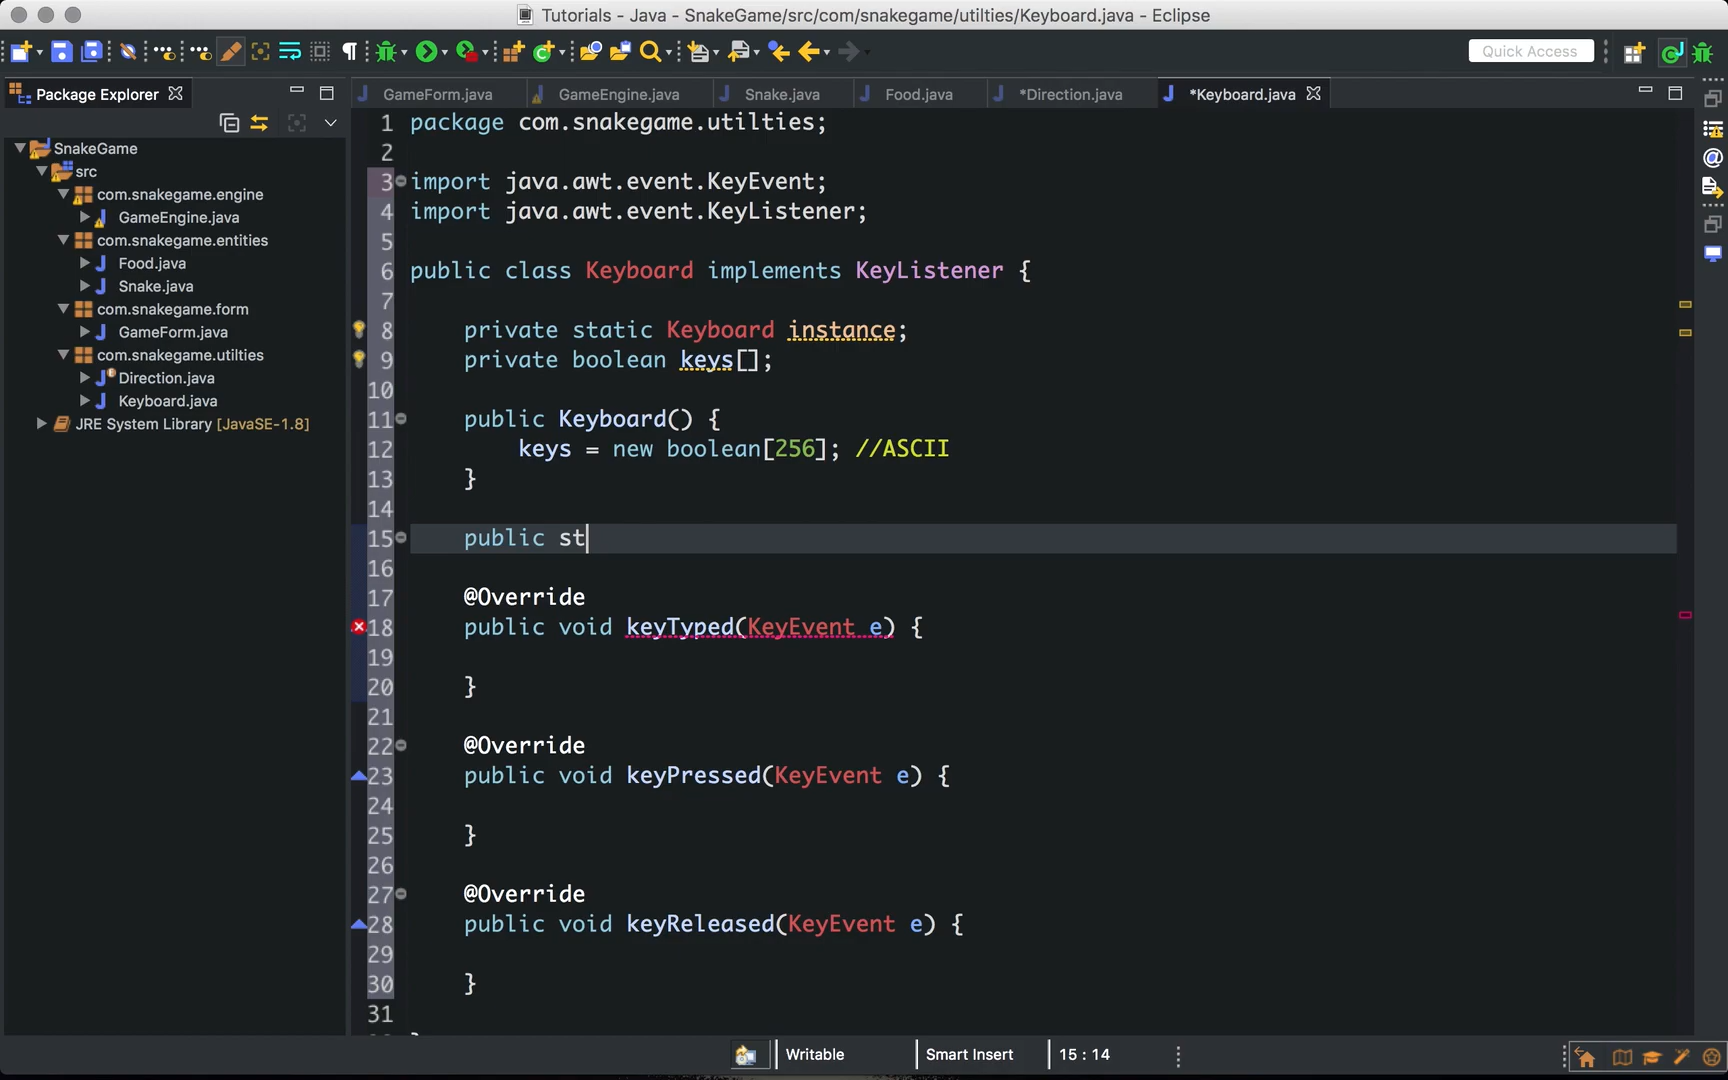 Tutorials - Java - SnakeGame/src/com/snakegame/utilties/Keyboard.java - Eclipse
Quick Access
Package Explorer
GameForm.java
GameEngine.java
Snake.java
Food.java
*Direction.java
*Keyboard.java
SnakeGame
src
com.snakegame.engine
GameEngine.java
com.snakegame.entities
Food.java
Snake.java
com.snakegame.form
GameForm.java
com.snakegame.utilties
Direction.java
Keyboard.java
JRE System Library [JavaSE-1.8]
1 package com.snakegame.utilties;
2
3 import java.awt.event.KeyEvent;
4 import java.awt.event.KeyListener;
5
6 public class Keyboard implements KeyListener {
7
8 private static Keyboard instance;
9 private boolean keys[];
10
11 public Keyboard() {
12 keys = new boolean[256]; //ASCII
13 }
14
15 public st
16
17 @Override
18 public void keyTyped(KeyEvent e) {
19
20 }
21
22 @Override
23 public void keyPressed(KeyEvent e) {
24
25 }
26
27 @Override
28 public void keyReleased(KeyEvent e) {
29
30 }
31
Writable
Smart Insert
15 : 14